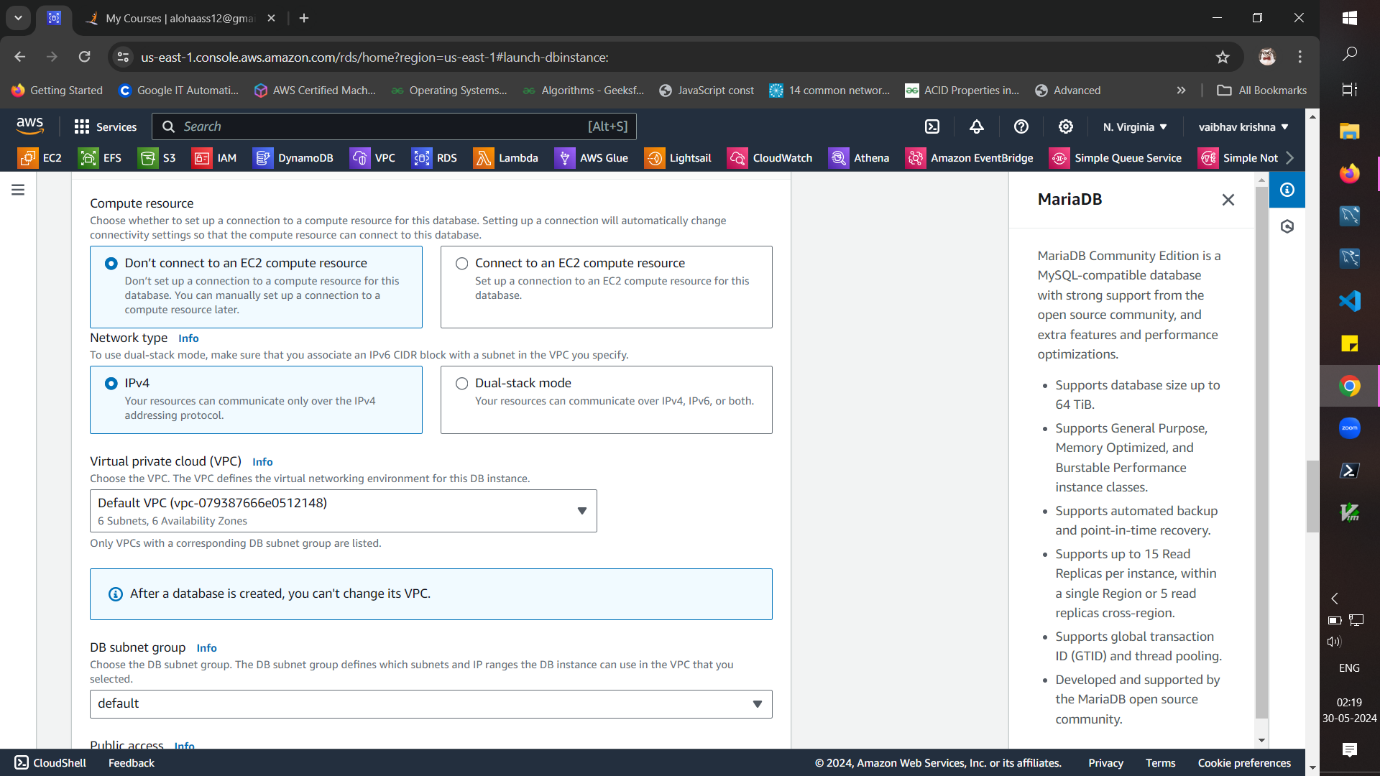 My Courses | alohaass12@gma
us-east-1.console.aws.amazon.com/rds/home?region=us-east-1#launch-dbinstance:
Getting Started
Google IT Automati...
AWS Certified Mach...
Operating Systems...
Algorithms - Geeksf...
JavaScript const
14 common networ...
ACID Properties in...
Advanced
»
All Bookmarks
aws
Services
Search
[Alt+S]
N. Virginia
vaibhav krishna
EC2
EFS
S3
IAM
DynamoDB
VPC
RDS
Lambda
AWS Glue
Lightsail
CloudWatch
Athena
Amazon EventBridge
Simple Queue Service
Simple Not
Compute resource
Choose whether to set up a connection to a compute resource for this database. Setting up a connection will automatically change
connectivity settings so that the compute resource can connect to this database.
Don't connect to an EC2 compute resource
Don't set up a connection to a compute resource for this
database. You can manually set up a connection to a
compute resource later.
Connect to an EC2 compute resource
Set up a connection to an EC2 compute resource for this
database.
Network type Info
To use dual-stack mode, make sure that you associate an IPv6 CIDR block with a subnet in the VPC you specify.
IPv4
Your resources can communicate only over the IPv4
addressing protocol.
Dual-stack mode
Your resources can communicate over IPv4, IPv6, or both.
Virtual private cloud (VPC) Info
Choose the VPC. The VPC defines the virtual networking environment for this DB instance.
Default VPC (vpc-079387666e0512148)
6 Subnets, 6 Availability Zones
Only VPCs with a corresponding DB subnet group are listed.
After a database is created, you can't change its VPC.
DB subnet group Info
Choose the DB subnet group. The DB subnet group defines which subnets and IP ranges the DB instance can use in the VPC that you
selected.
default
Public access Info
MariaDB
MariaDB Community Edition is a
MySQL-compatible database
with strong support from the
open source community, and
extra features and performance
optimizations.
• Supports database size up to
64 TiB.
• Supports General Purpose,
Memory Optimized, and
Burstable Performance
instance classes.
• Supports automated backup
and point-in-time recovery.
• Supports up to 15 Read
Replicas per instance, within
a single Region or 5 read
replicas cross-region.
• Supports global transaction
ID (GTID) and thread pooling.
• Developed and supported by
the MariaDB open source
community.
CloudShell
Feedback
© 2024, Amazon Web Services, Inc. or its affiliates.
Privacy
Terms
Cookie preferences
zoom
ENG
02:19
30-05-2024